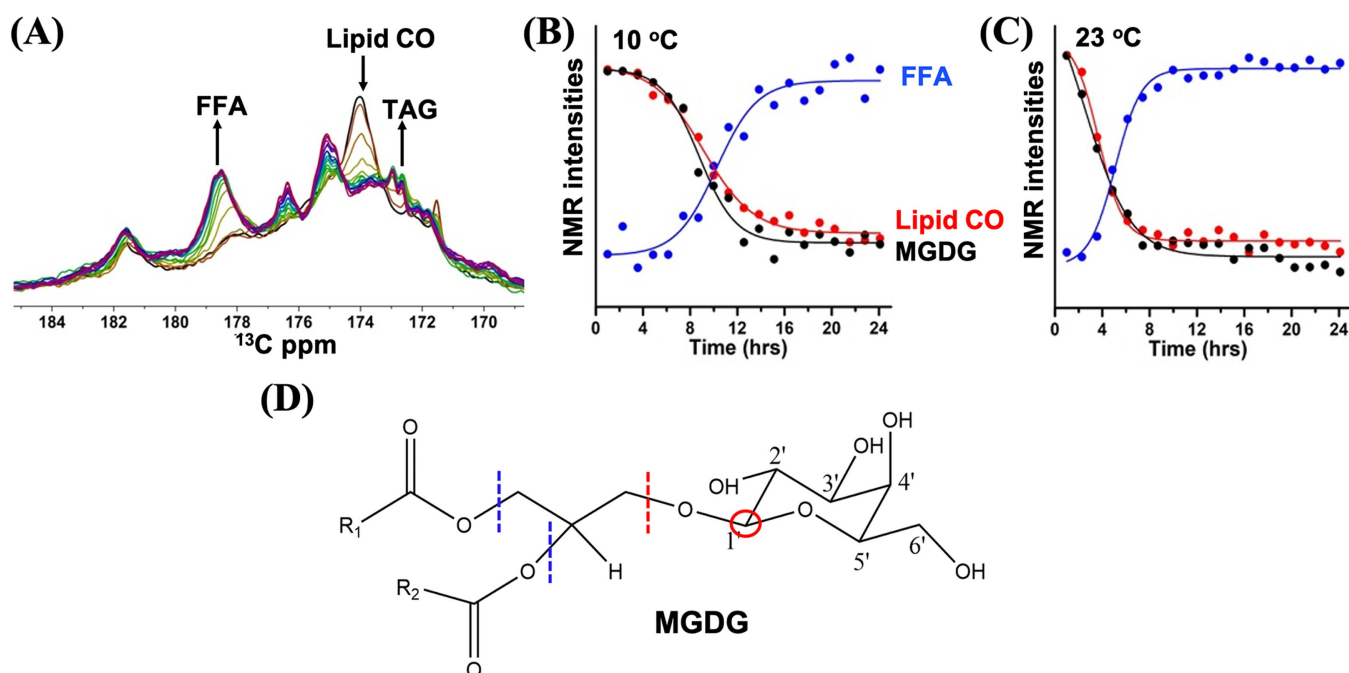 (A)
Lipid CO
FFA
TAG
184 182 180 178 176 174 172 170
¹³C ppm
(B)
10 °C
FFA
NMR intensities
Lipid CO
MGDG
0 4 8 12 16 20 24
Time (hrs)
(C)
23 °C
NMR intensities
0 4 8 12 16 20 24
Time (hrs)
(D)
O
R₁
O
O
H
R₂
O
O
1'
2'
OH
3'
OH
4'
OH
O
5'
6'
OH
MGDG